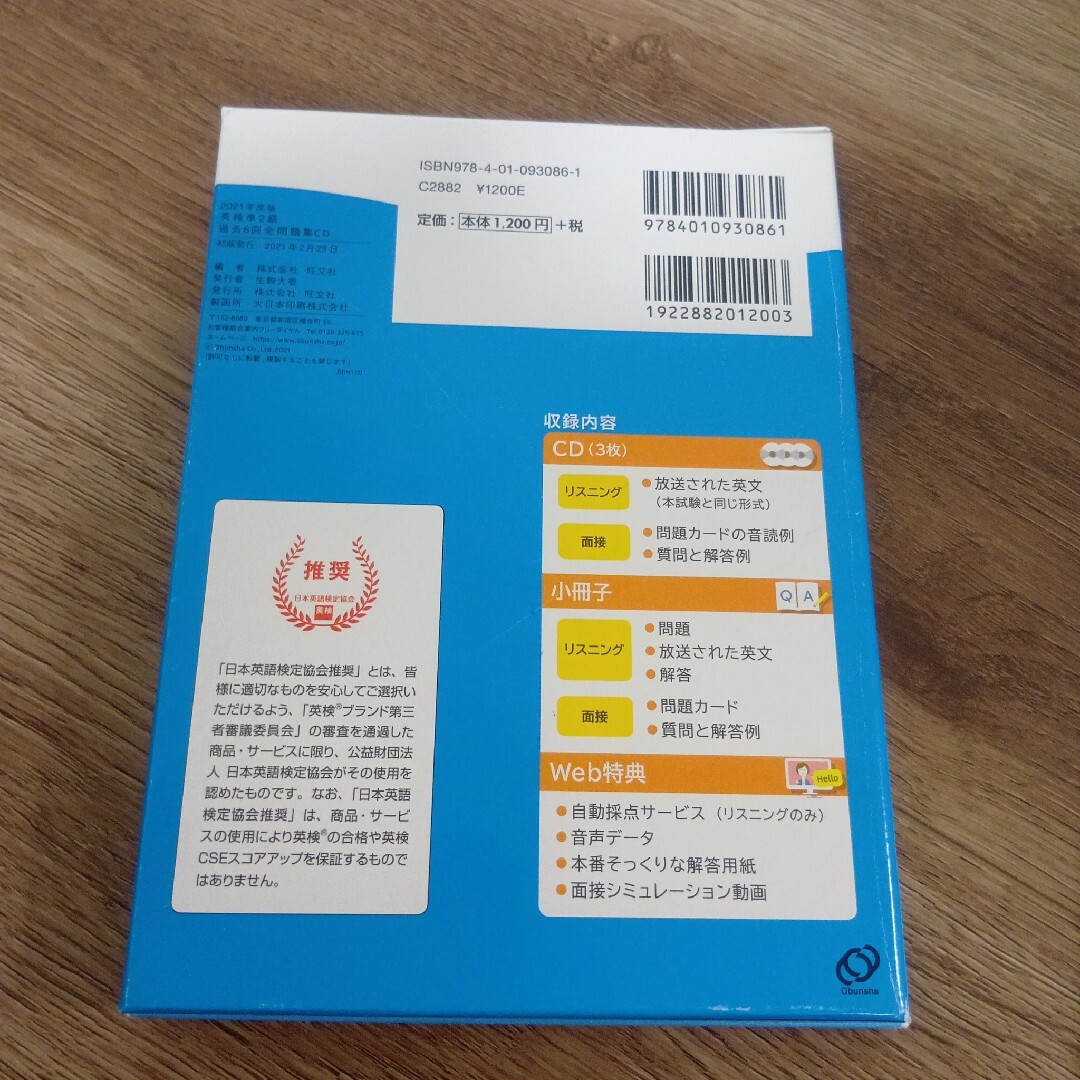 ISBN978-4-01-093086-1
C2882 ¥1200E
定価：本体1,200円＋税
9784010930861
1922882012003
2021年度版
英検準2級
過去6回全問題集CD
初版発行：2021年2月25日
編　者　株式会社 旺文社
発行者　生駒大壱
発行所　株式会社 旺文社
製函所　大日本印刷株式会社
ホームページ https://www.obunsha.co.jp/
©Obunsha Co.,Ltd.2021
収録内容
CD（3枚）
リスニング
●放送された英文
（本試験と同じ形式）
面接
●問題カードの音読例
●質問と解答例
小冊子
Q A
リスニング
●問題
●放送された英文
●解答
面接
●問題カード
●質問と解答例
Web特典
Hello
●自動採点サービス（リスニングのみ）
●音声データ
●本番そっくりな解答用紙
●面接シミュレーション動画
推奨
日本英語検定協会
英検
「日本英語検定協会推奨」とは、皆
様に適切なものを安心してご選択い
ただけるよう、「英検®ブランド第三
者審議委員会」の審査を通過した
商品・サービスに限り、公益財団法
人 日本英語検定協会がその使用を
認めたものです。なお、「日本英語
検定協会推奨」は、商品・サービ
スの使用により英検®の合格や英検
CSEスコアアップを保証するもので
はありません。
Obunsha